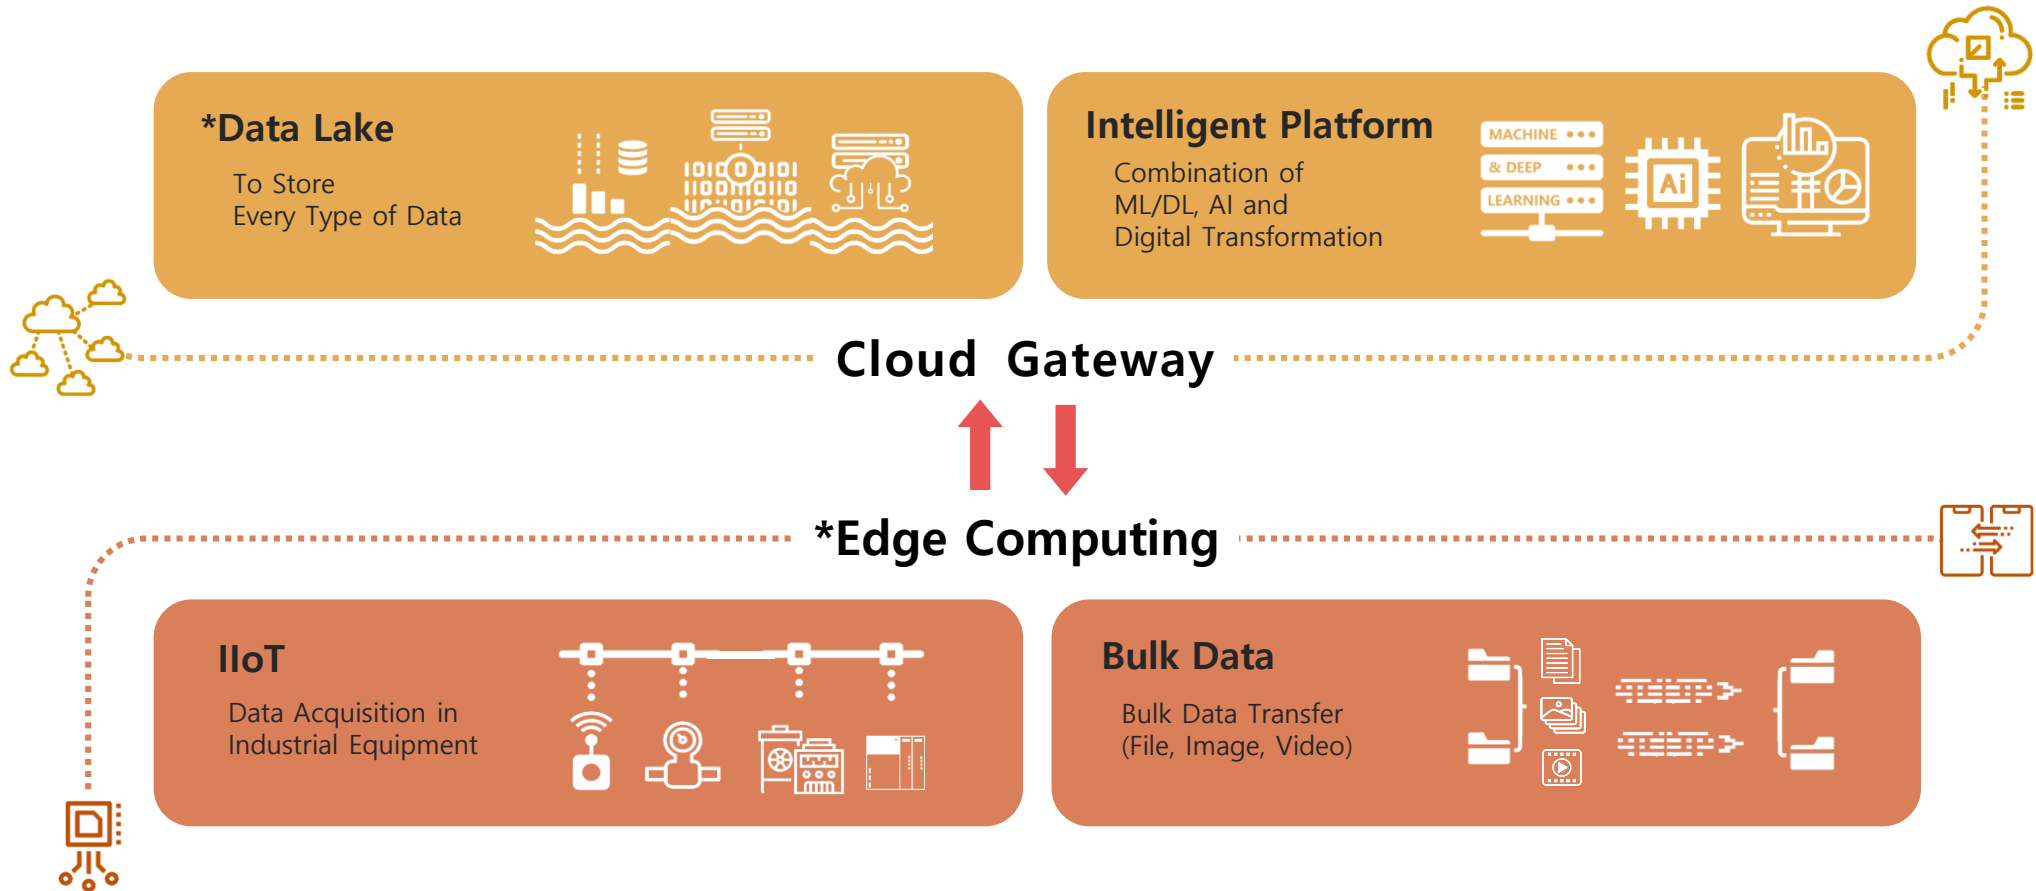 *Data Lake
To Store
Every Type of Data
Intelligent Platform
Combination of
ML/DL, AI and
Digital Transformation
MACHINE
& DEEP
LEARNING
Ai
Cloud Gateway
*Edge Computing
IIoT
Data Acquisition in
Industrial Equipment
Bulk Data
Bulk Data Transfer
(File, Image, Video)